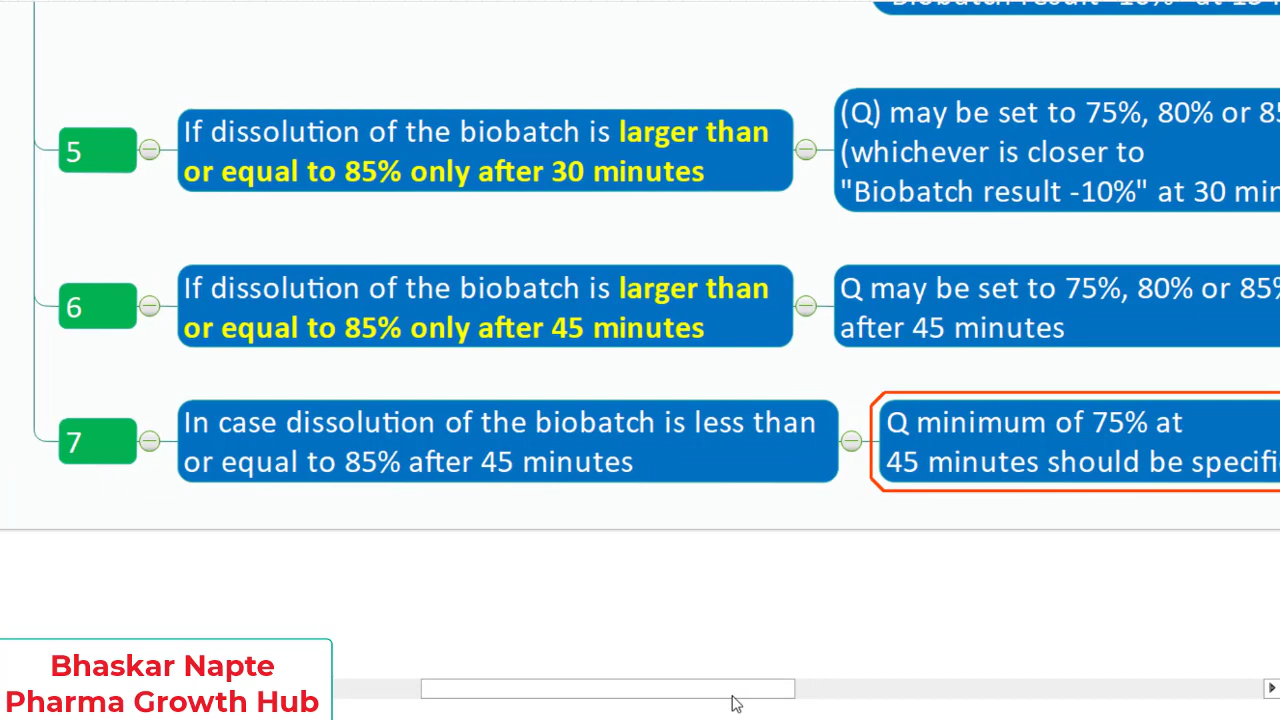 5
If dissolution of the biobatch is larger than
or equal to 85% only after 30 minutes
(Q) may be set to 75%, 80% or
(whichever is closer to
"Biobatch result -10%" at 30
6
If dissolution of the biobatch is larger than
or equal to 85% only after 45 minutes
Q may be set to 75%, 80% or 85%
after 45 minutes
7
In case dissolution of the biobatch is less than
or equal to 85% after 45 minutes
Q minimum of 75% at
45 minutes should be
Bhaskar Napte
Pharma Growth Hub